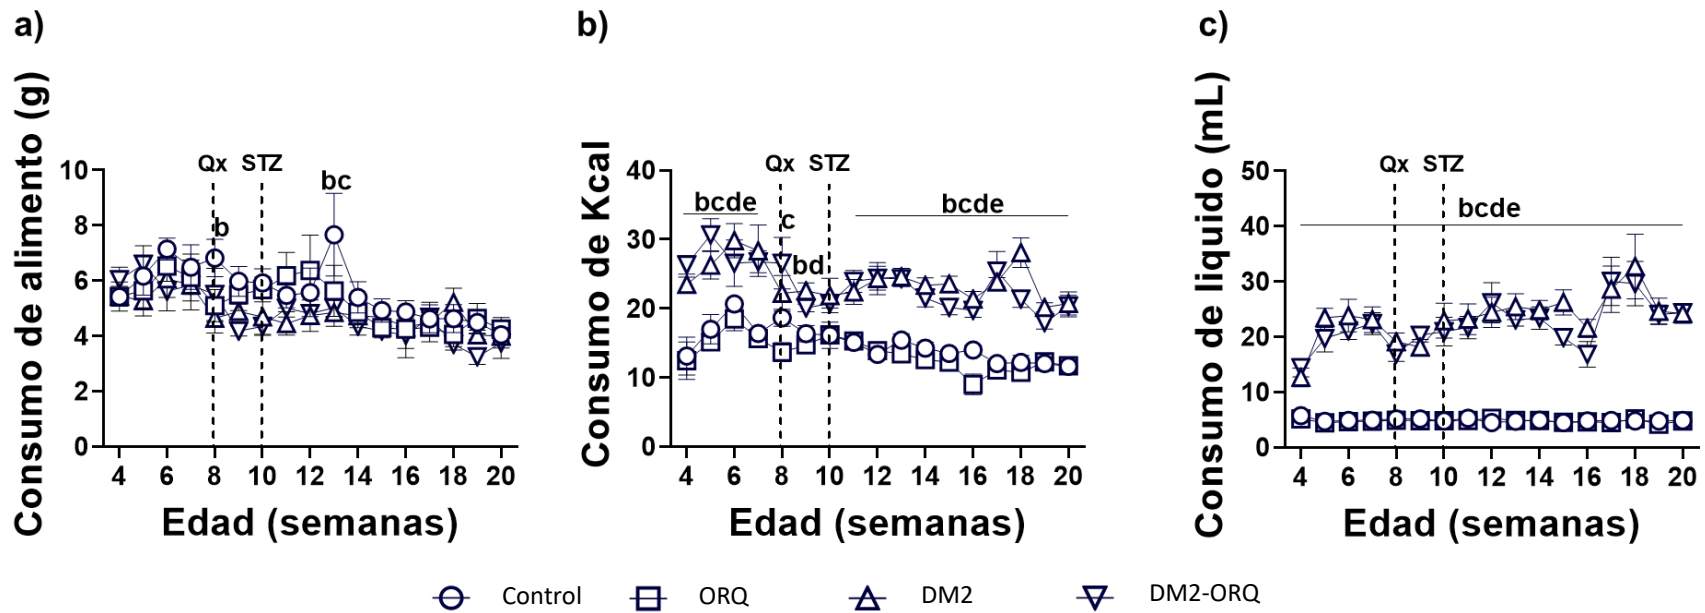 a)
Consumo de alimento (g)
10
8
6
4
2
0
Qx STZ
b
bc
4 6 8 10 12 14 16 18 20
Edad (semanas)
b)
Consumo de Kcal
40
30
20
10
0
Qx STZ
bcde
c
bd
bcde
4 6 8 10 12 14 16 18 20
Edad (semanas)
c)
Consumo de liquido (mL)
50
40
30
20
10
0
Qx STZ
bcde
4 6 8 10 12 14 16 18 20
Edad (semanas)
Control ORQ DM2 DM2-ORQ